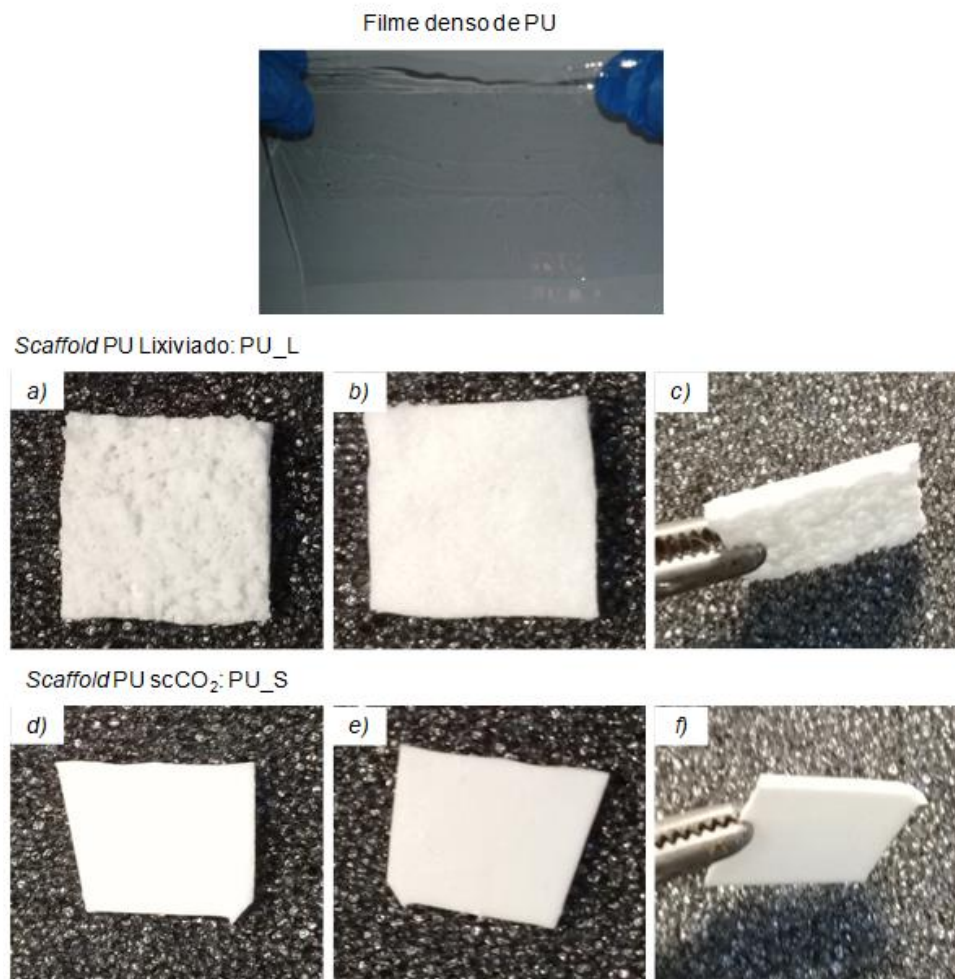 Filme denso de PU
Scaffold PU Lixiviado: PU_L
a)
b)
c)
Scaffold PU scCO₂: PU_S
d)
e)
f)